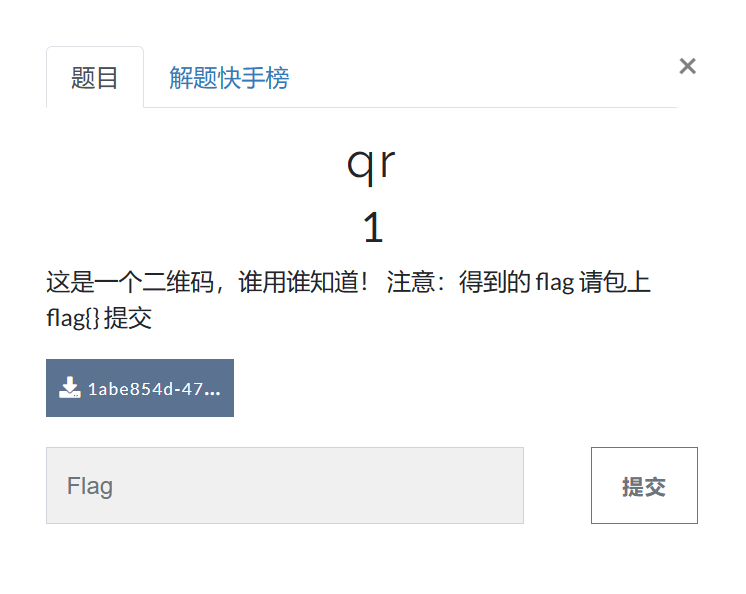 题目 解题快手榜 ×
qr
1
这是一个二维码，谁用谁知道！ 注意：得到的 flag 请包上
flag{} 提交
1abe854d-47...
Flag 提交